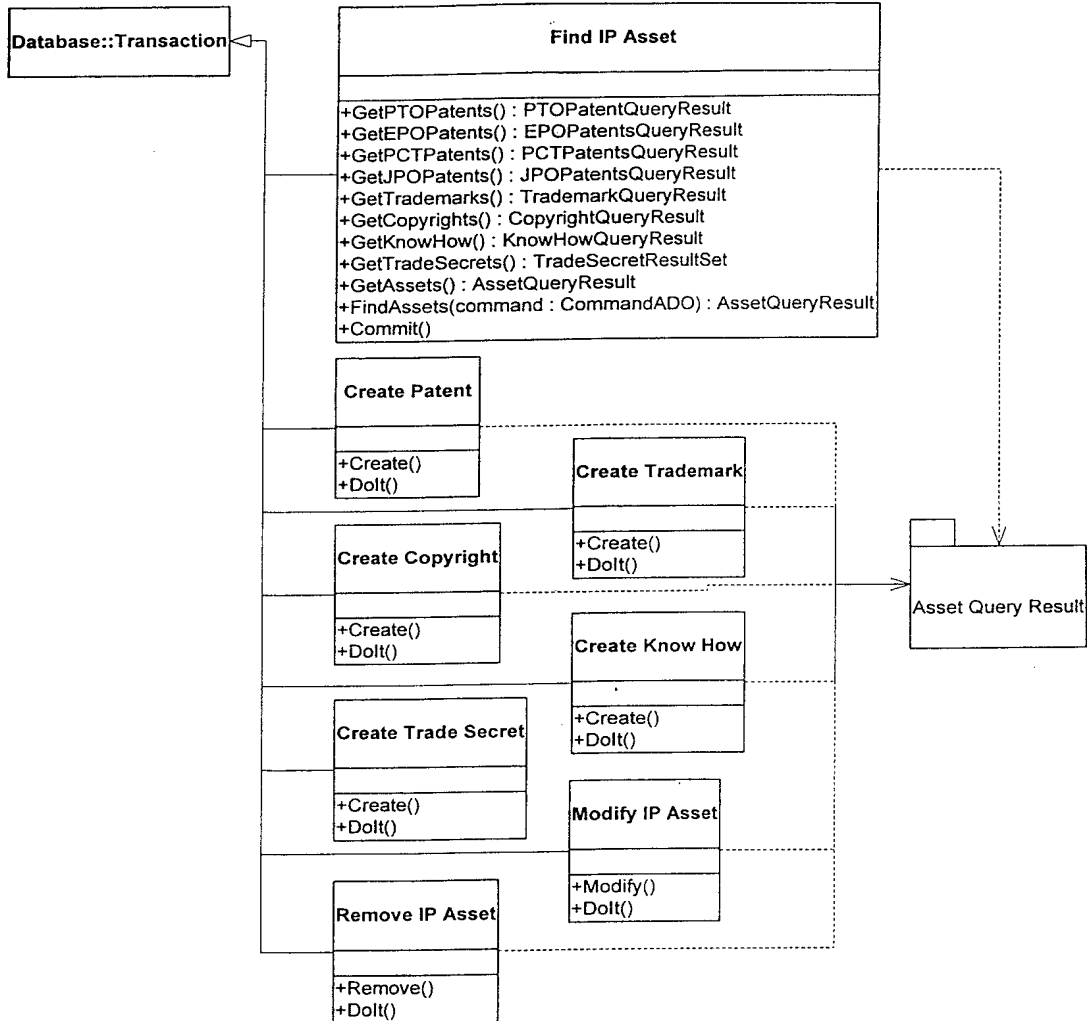 Database::Transaction
Find IP Asset
+GetPTOPatents() : PTOPatentQueryResult
+GetEPOPatents() : EPOPatentsQueryResult
+GetPCTPatents() : PCTPatentsQueryResult
+GetJPOPatents() : JPOPatentsQueryResult
+GetTrademarks() : TrademarkQueryResult
+GetCopyrights() : CopyrightQueryResult
+GetKnowHow() : KnowHowQueryResult
+GetTradeSecrets() : TradeSecretResultSet
+GetAssets() : AssetQueryResult
+FindAssets(command : CommandADO) : AssetQueryResult
+Commit()
Create Patent
+Create()
+DoIt()
Create Trademark
+Create()
+DoIt()
Create Copyright
+Create()
+DoIt()
Asset Query Result
Create Know How
+Create()
+DoIt()
Create Trade Secret
+Create()
+DoIt()
Modify IP Asset
+Modify()
+DoIt()
Remove IP Asset
+Remove()
+DoIt()